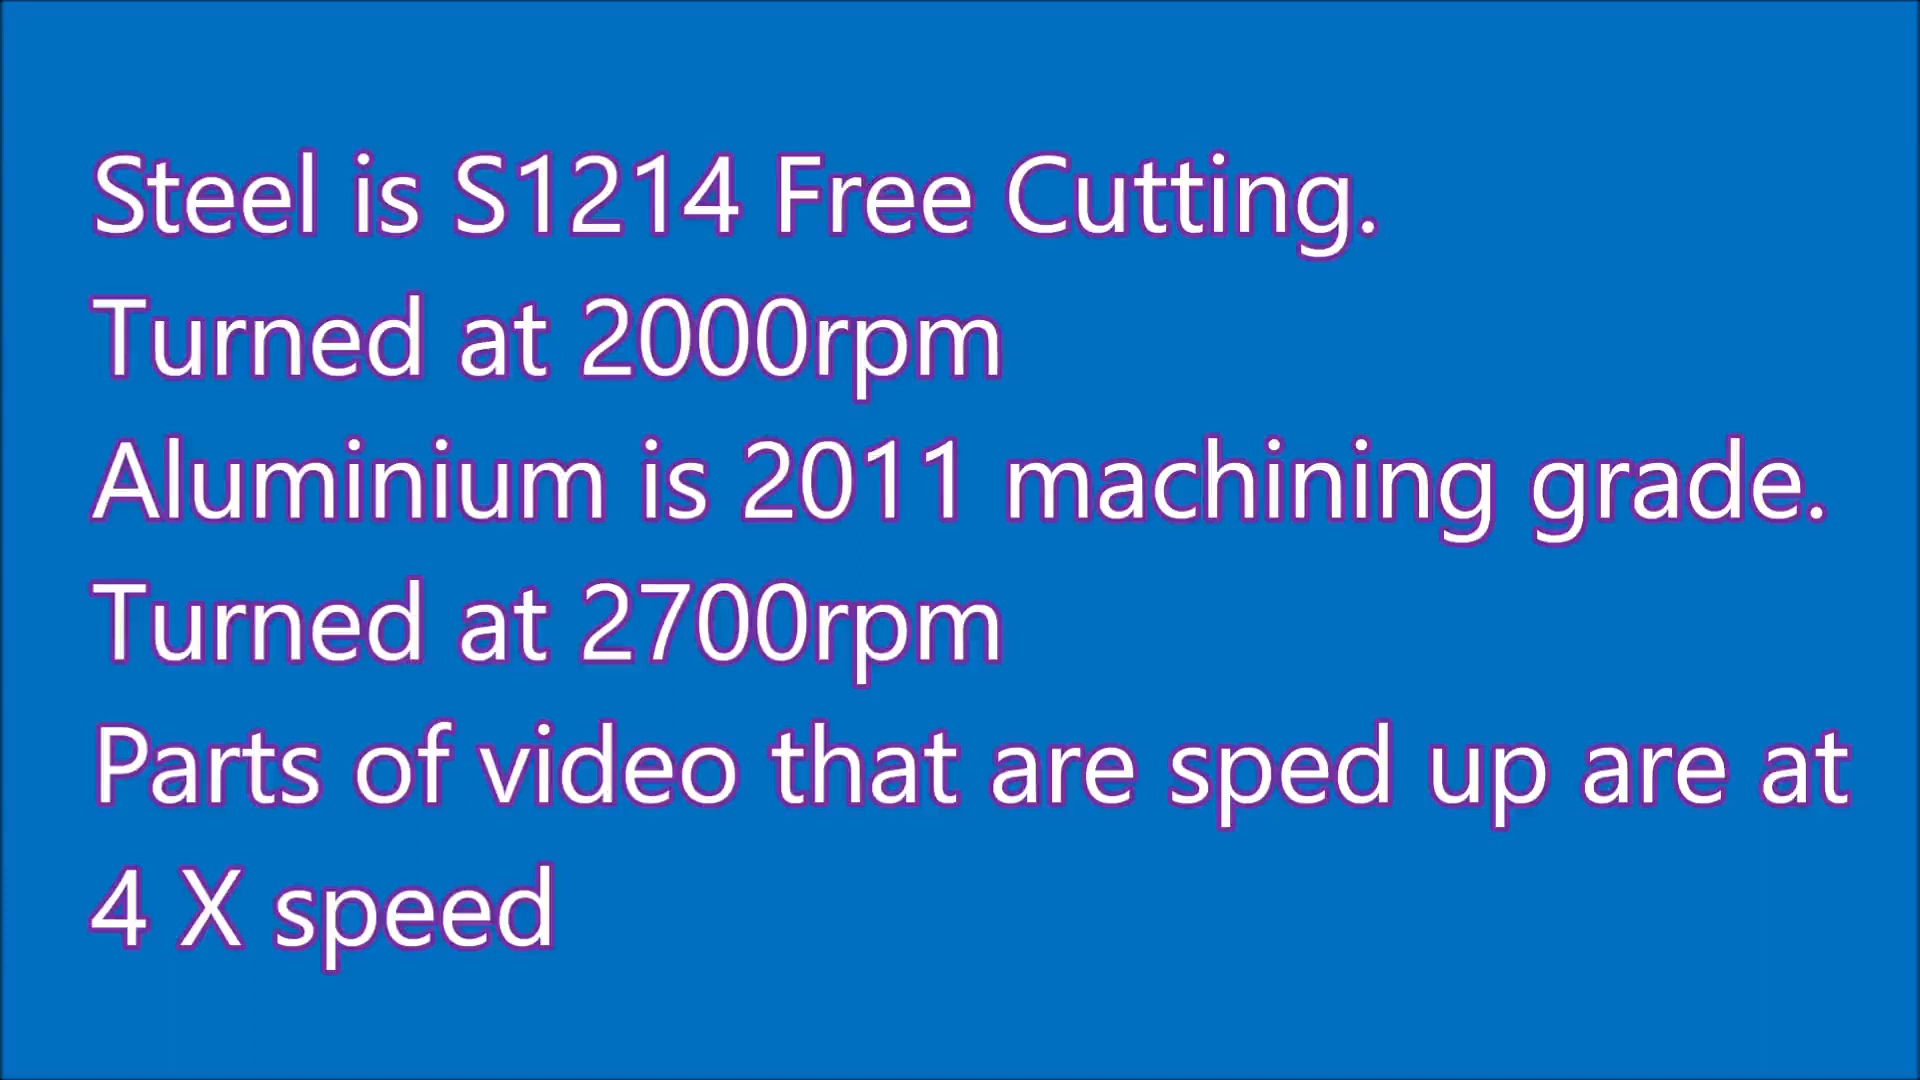 Steel is S1214 Free Cutting.
Turned at 2000rpm
Aluminium is 2011 machining grade.
Turned at 2700rpm
Parts of video that are sped up are at
4 X speed